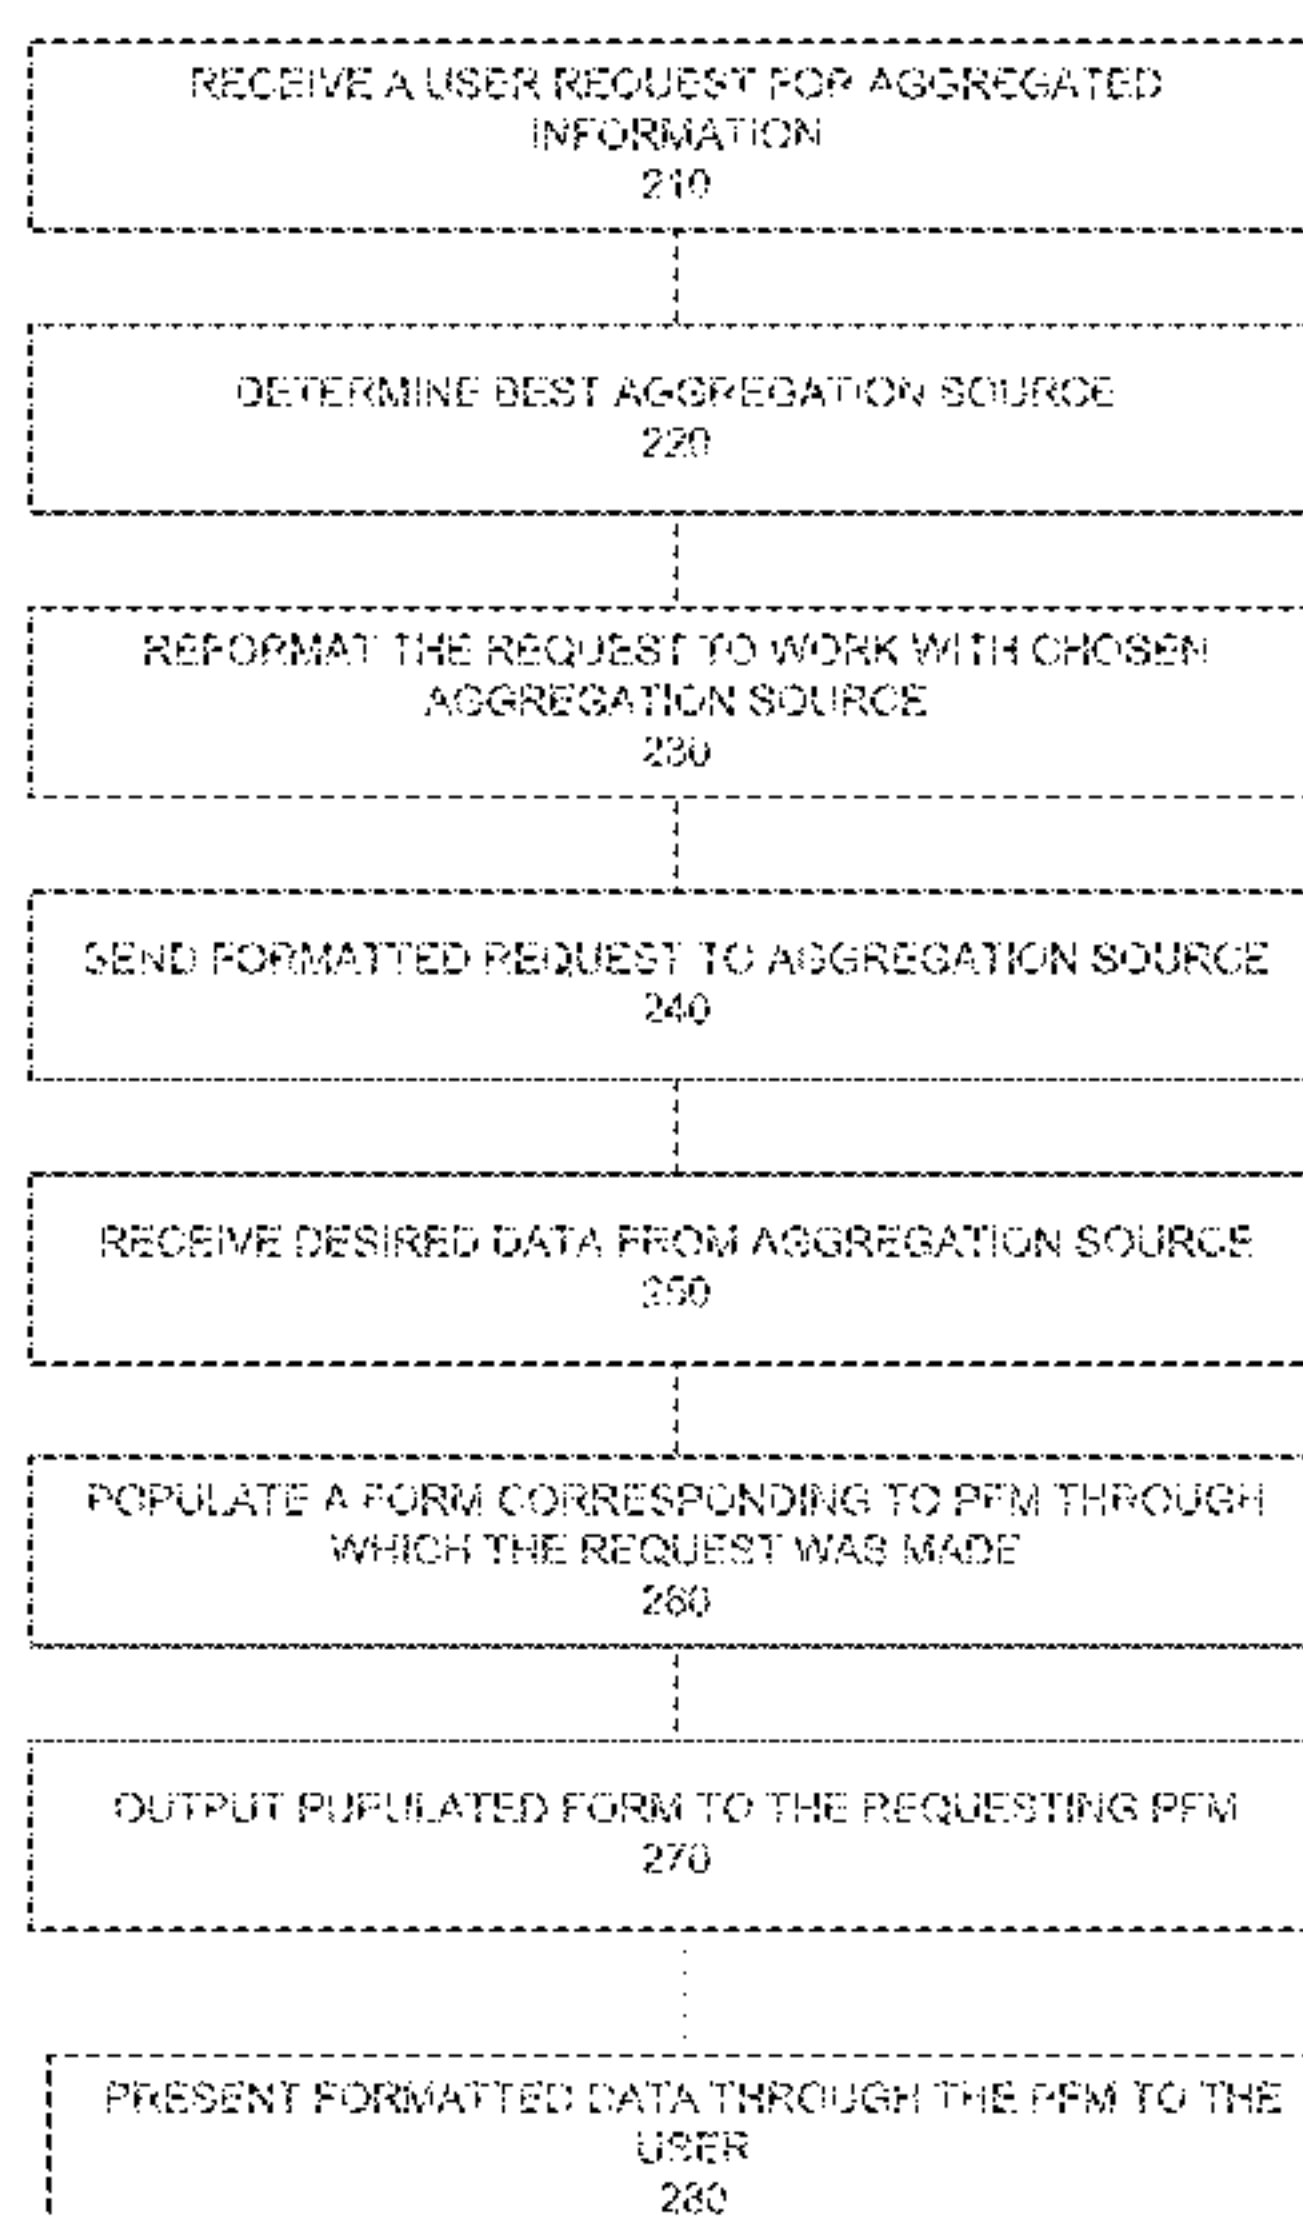 RECEIVE A USER REQUEST FOR AGGREGATED
INFORMATION
210
DETERMINE BEST AGGREGATION SOURCE
220
REFORMAT THE REQUEST TO WORK WITH CHOSEN
AGGREGATION SOURCE
230
SEND FORMATTED REQUEST TO AGGREGATION SOURCE
240
RECEIVE DESIRED DATA FROM AGGREGATION SOURCE
250
POPULATE A FORM CORRESPONDING TO PFM THROUGH
WHICH THE REQUEST WAS MADE
260
OUTPUT POPULATED FORM TO THE REQUESTING PFM
270
PRESENT FORMATTED DATA THROUGH THE PFM TO THE
USER
280